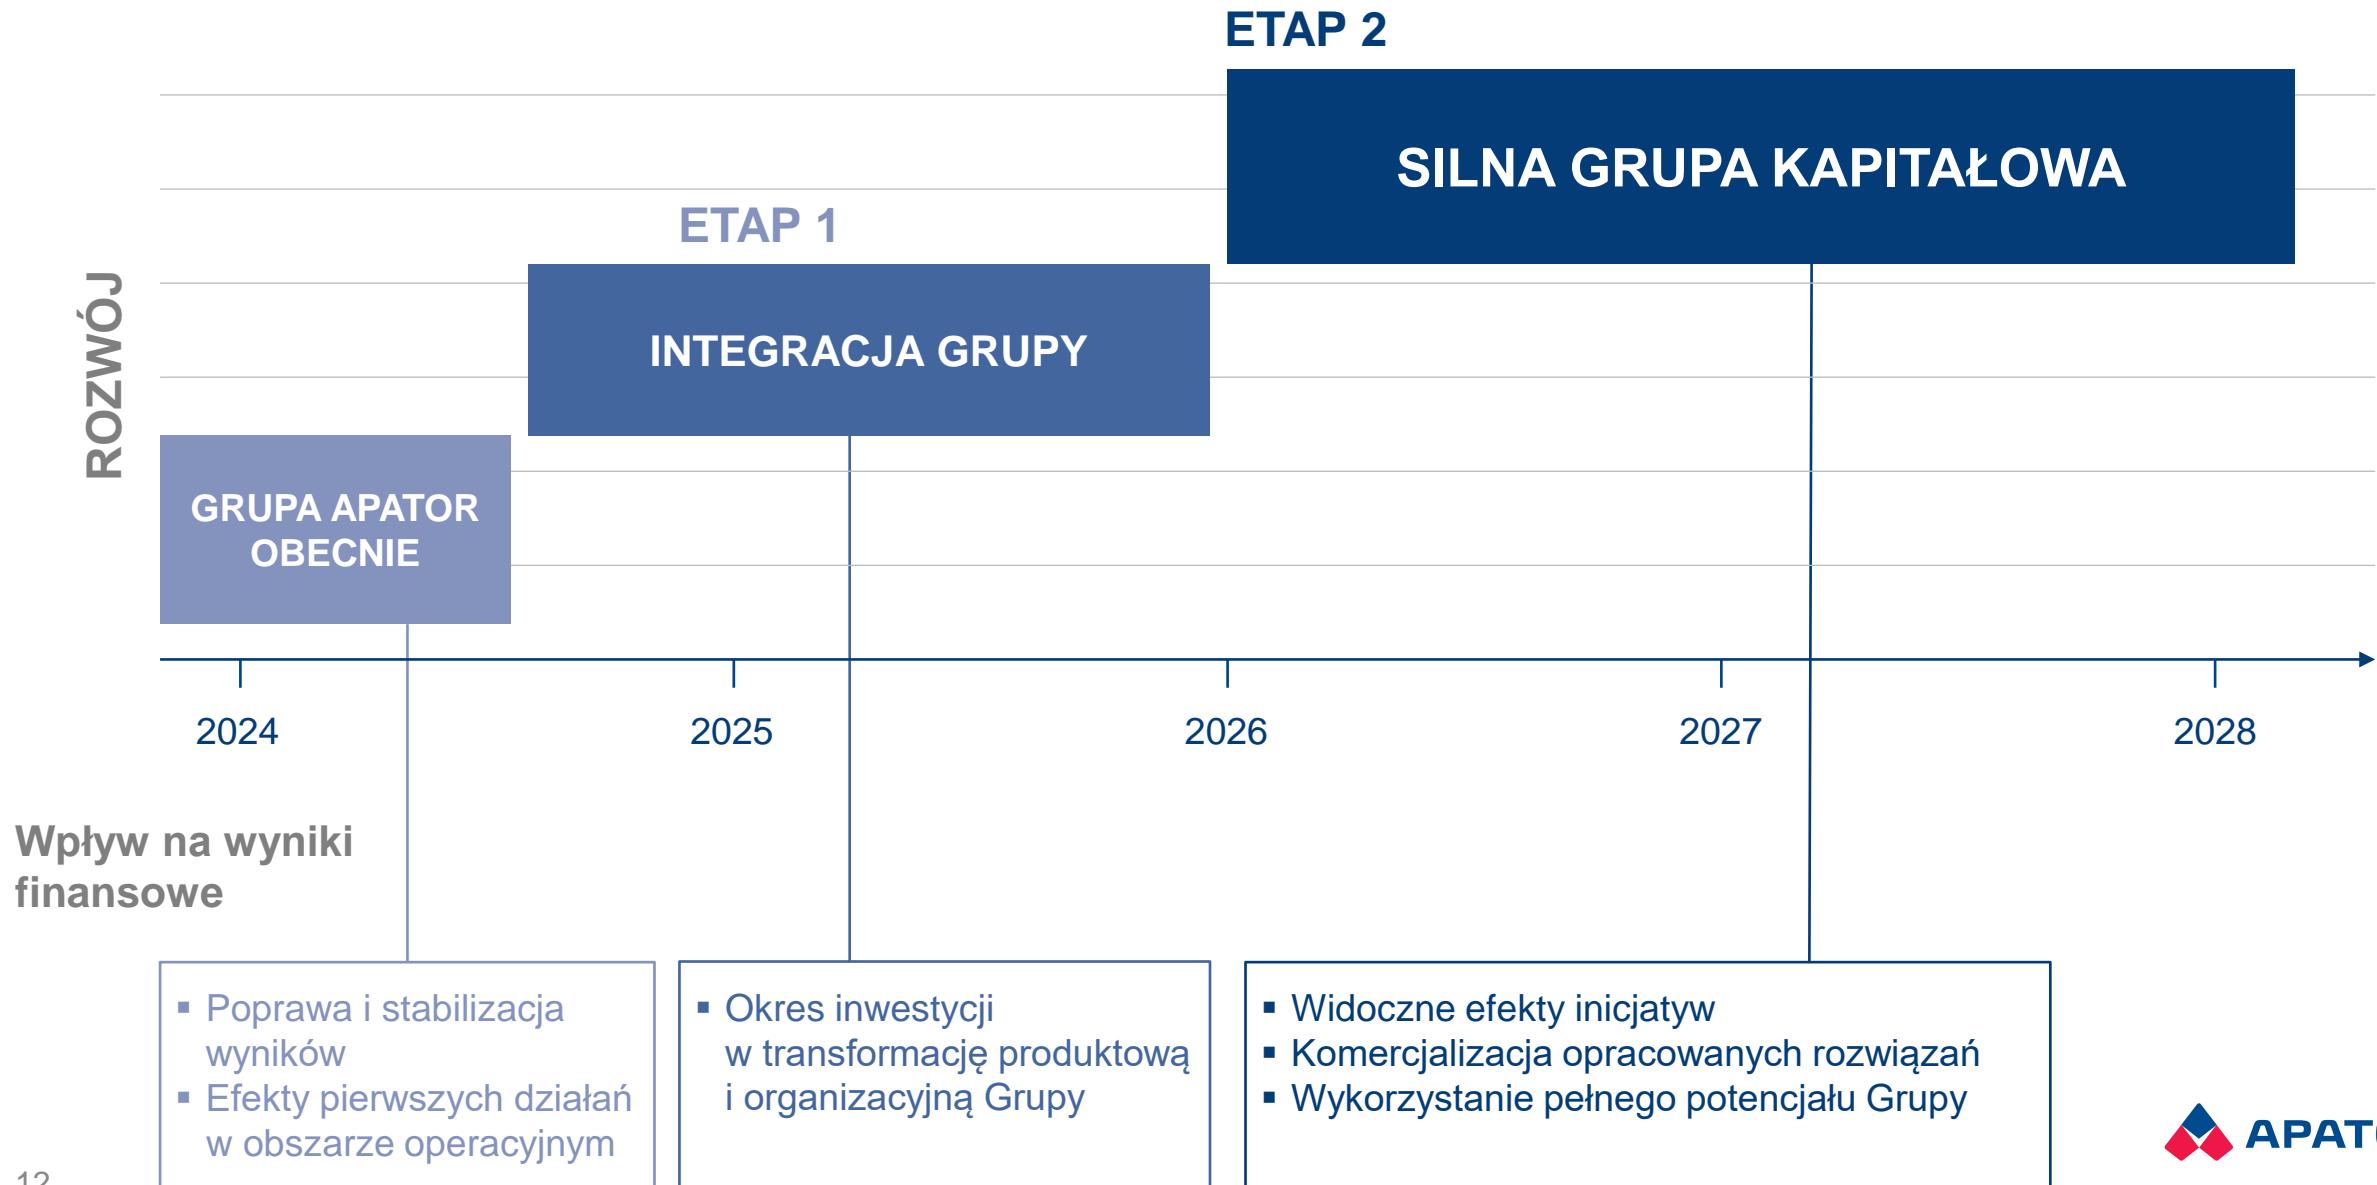 ETAP 2
SILNA GRUPA KAPITAŁOWA
ETAP 1
INTEGRACJA GRUPY
ROZWÓJ
GRUPA APATOR
OBECNIE
2024
2025
2026
2027
2028
Wpływ na wyniki
finansowe
▪ Poprawa i stabilizacja
wyników
▪ Efekty pierwszych działań
w obszarze operacyjnym
▪ Okres inwestycji
w transformację produktową
i organizacyjną Grupy
▪ Widoczne efekty inicjatyw
▪ Komercjalizacja opracowanych rozwiązań
▪ Wykorzystanie pełnego potencjału Grupy
12